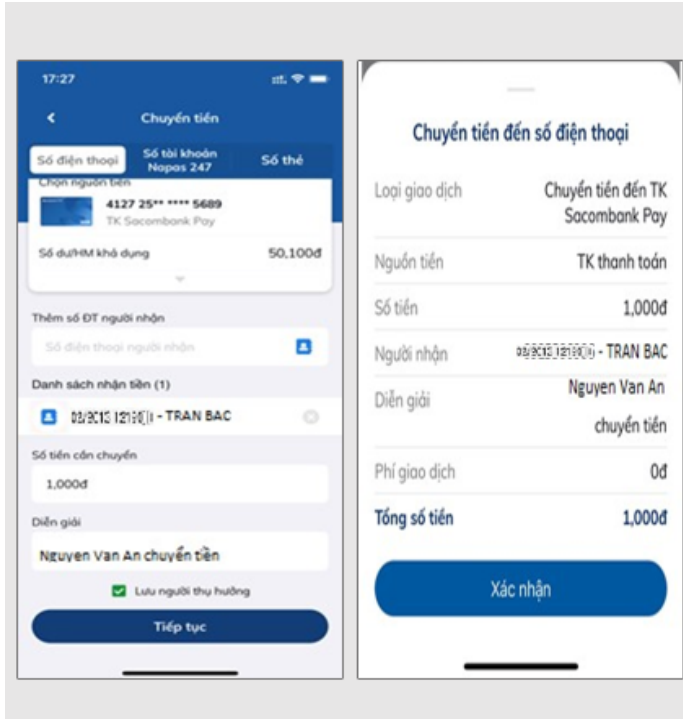 17:27
Chuyển tiền
Số điện thoại
Số tài khoản
Napas 247
Số thẻ
Chọn nguồn tiền
4127 25** **** 5689
TK Sacombank Pay
Số dư/HM khả dụng 50,100đ
Thêm số ĐT người nhận
Số điện thoại người nhận
Danh sách nhận tiền (1)
- TRAN BAC
Số tiền cần chuyển
1,000đ
Diễn giải
Nguyen Van An chuyển tiền
Lưu người thụ hưởng
Tiếp tục
Chuyển tiền đến số điện thoại
Loại giao dịch Chuyển tiền đến TK
Sacombank Pay
Nguồn tiền TK thanh toán
Số tiền 1,000đ
Người nhận - TRAN BAC
Diễn giải Nguyen Van An
chuyển tiền
Phí giao dịch 0đ
Tổng số tiền 1,000đ
Xác nhận